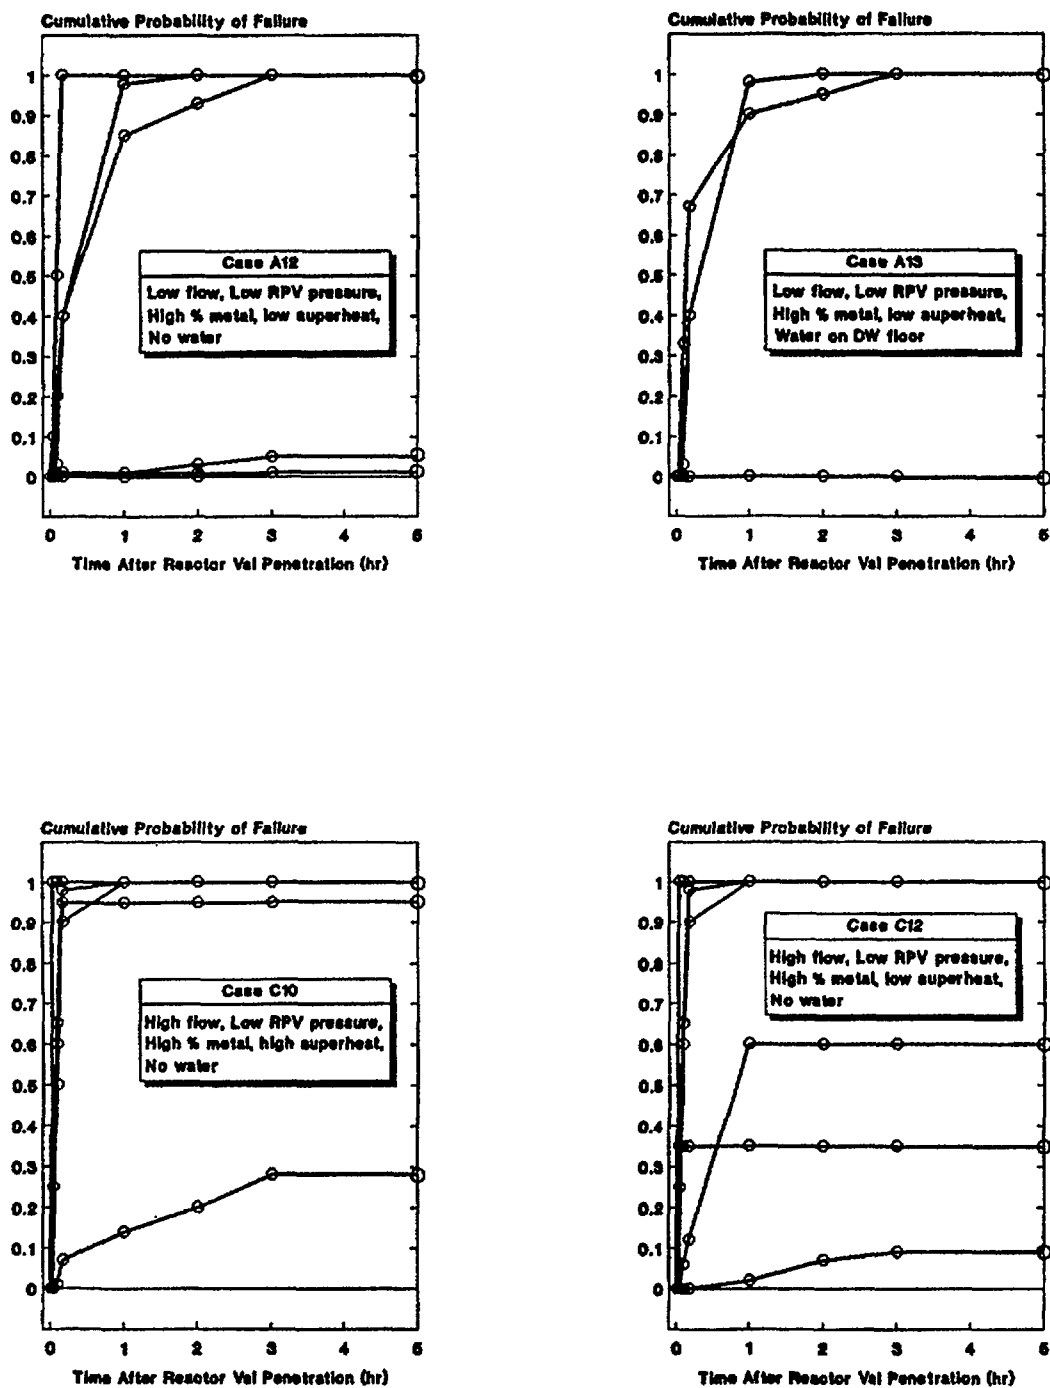 Cumulative Probability of Failure
1
0.9
0.8
0.7
0.6
0.5
0.4
0.3
0.2
0.1
0
Case A12
Low flow, Low RPV pressure,
High % metal, low superheat,
No water
0 1 2 3 4 5
Time After Reactor Vsl Penetration (hr)
Cumulative Probability of Failure
1
0.9
0.8
0.7
0.6
0.5
0.4
0.3
0.2
0.1
0
Case A13
Low flow, Low RPV pressure,
High % metal, low superheat,
Water on DW floor
0 1 2 3 4 5
Time After Reactor Vsl Penetration (hr)
Cumulative Probability of Failure
1
0.9
0.8
0.7
0.6
0.5
0.4
0.3
0.2
0.1
0
Case C10
High flow, Low RPV pressure,
High % metal, high superheat,
No water
0 1 2 3 4 5
Time After Reactor Vsl Penetration (hr)
Cumulative Probability of Failure
1
0.9
0.8
0.7
0.6
0.5
0.4
0.3
0.2
0.1
0
Case C12
High flow, Low RPV pressure,
High % metal, low superheat,
No water
0 1 2 3 4 5
Time After Reactor Vsl Penetration (hr)